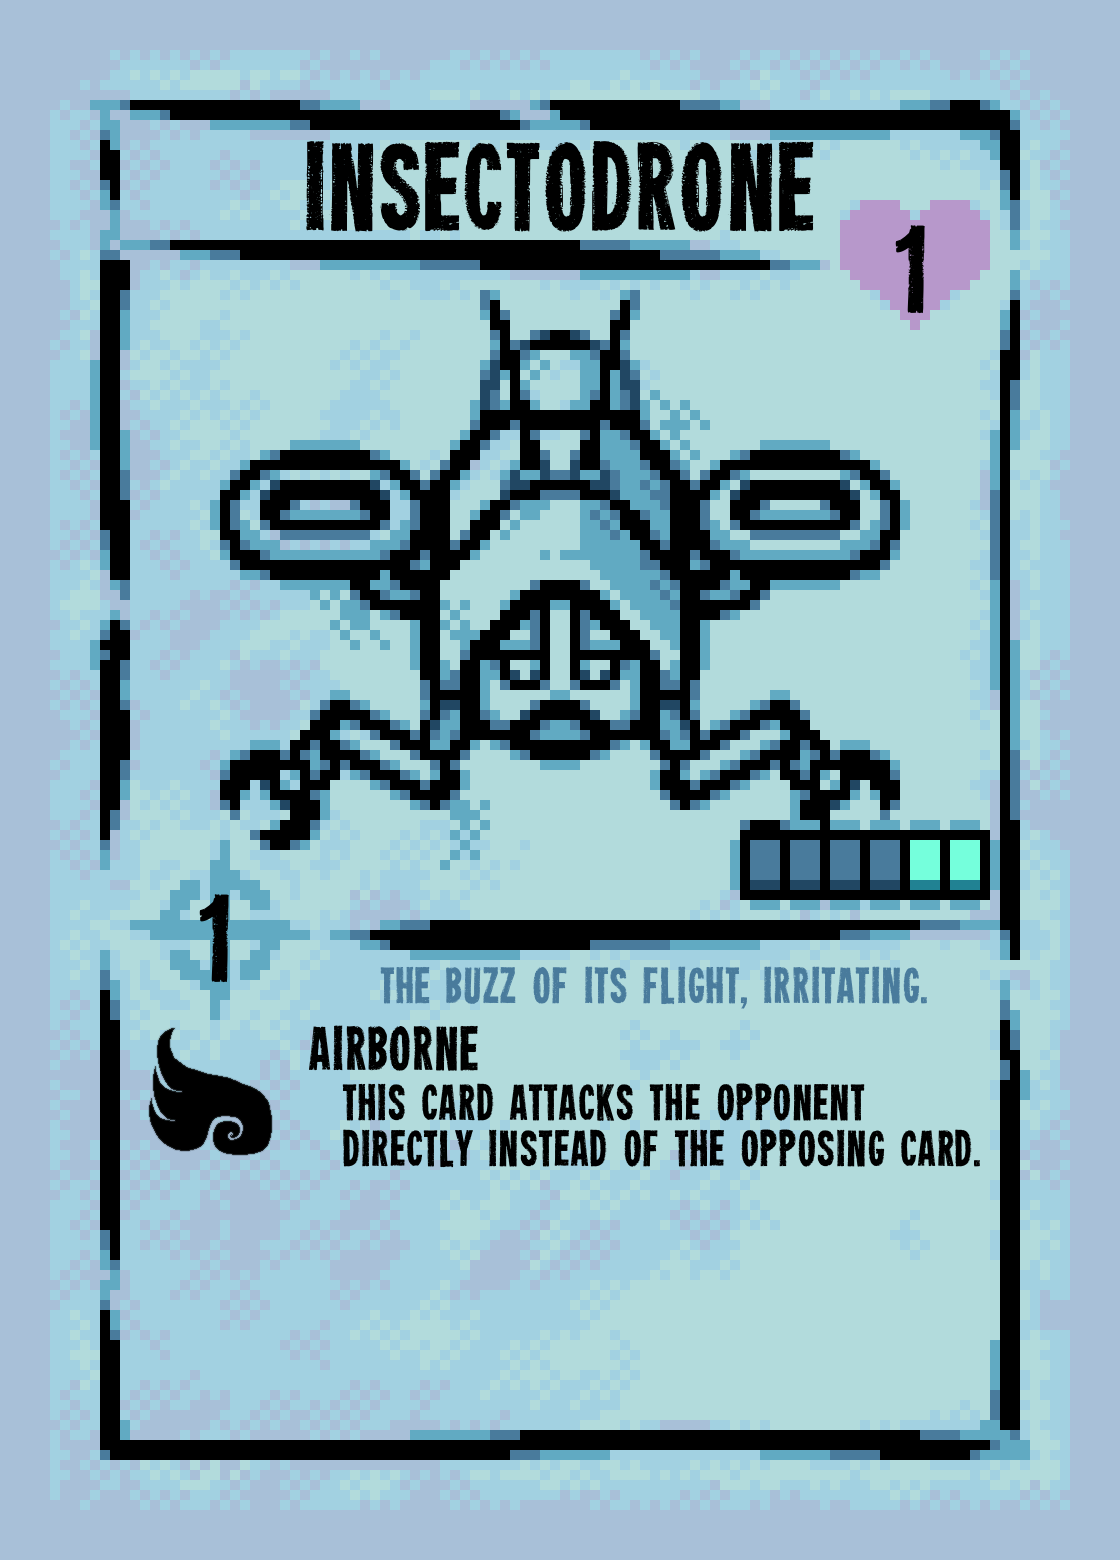 INSECTODRONE
1
1
THE BUZZ OF ITS FLIGHT, IRRITATING.
AIRBORNE
THIS CARD ATTACKS THE OPPONENT
DIRECTLY INSTEAD OF THE OPPOSING CARD.